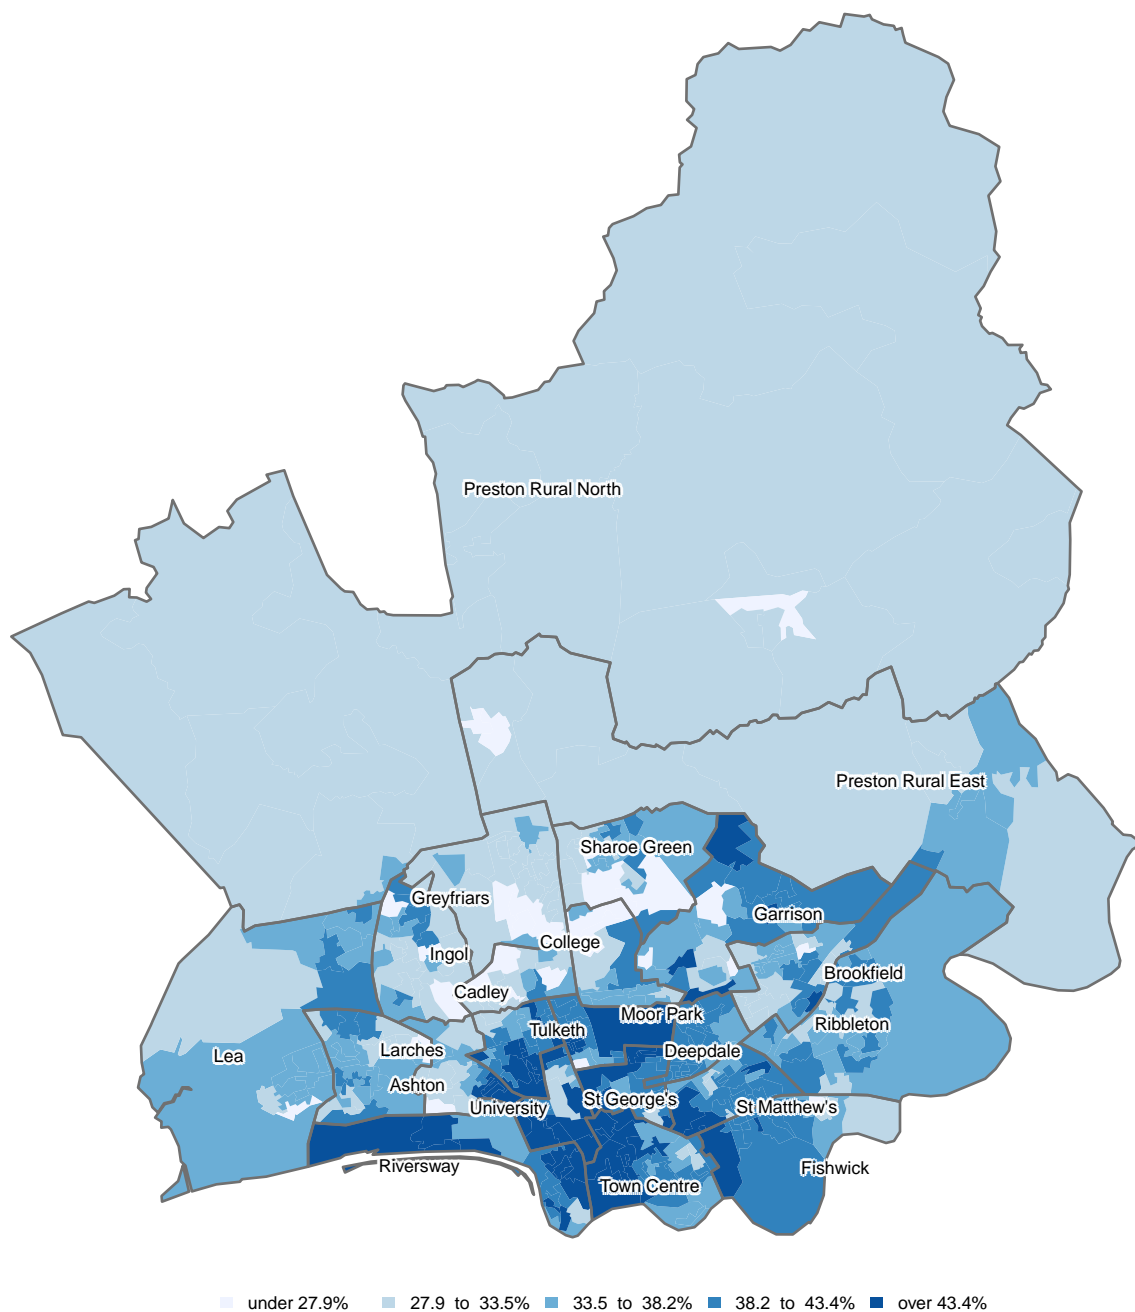 Preston Rural North
Preston Rural East
Sharoe Green
Greyfriars
Garrison
College
Ingol
Brookfield
Cadley
Moor Park
Ribbleton
Tulketh
Larches
Deepdale
Lea
Ashton
St George's
University
St Matthew's
Riversway
Fishwick
Town Centre
under 27.9% 27.9 to 33.5% 33.5 to 38.2% 38.2 to 43.4% over 43.4%